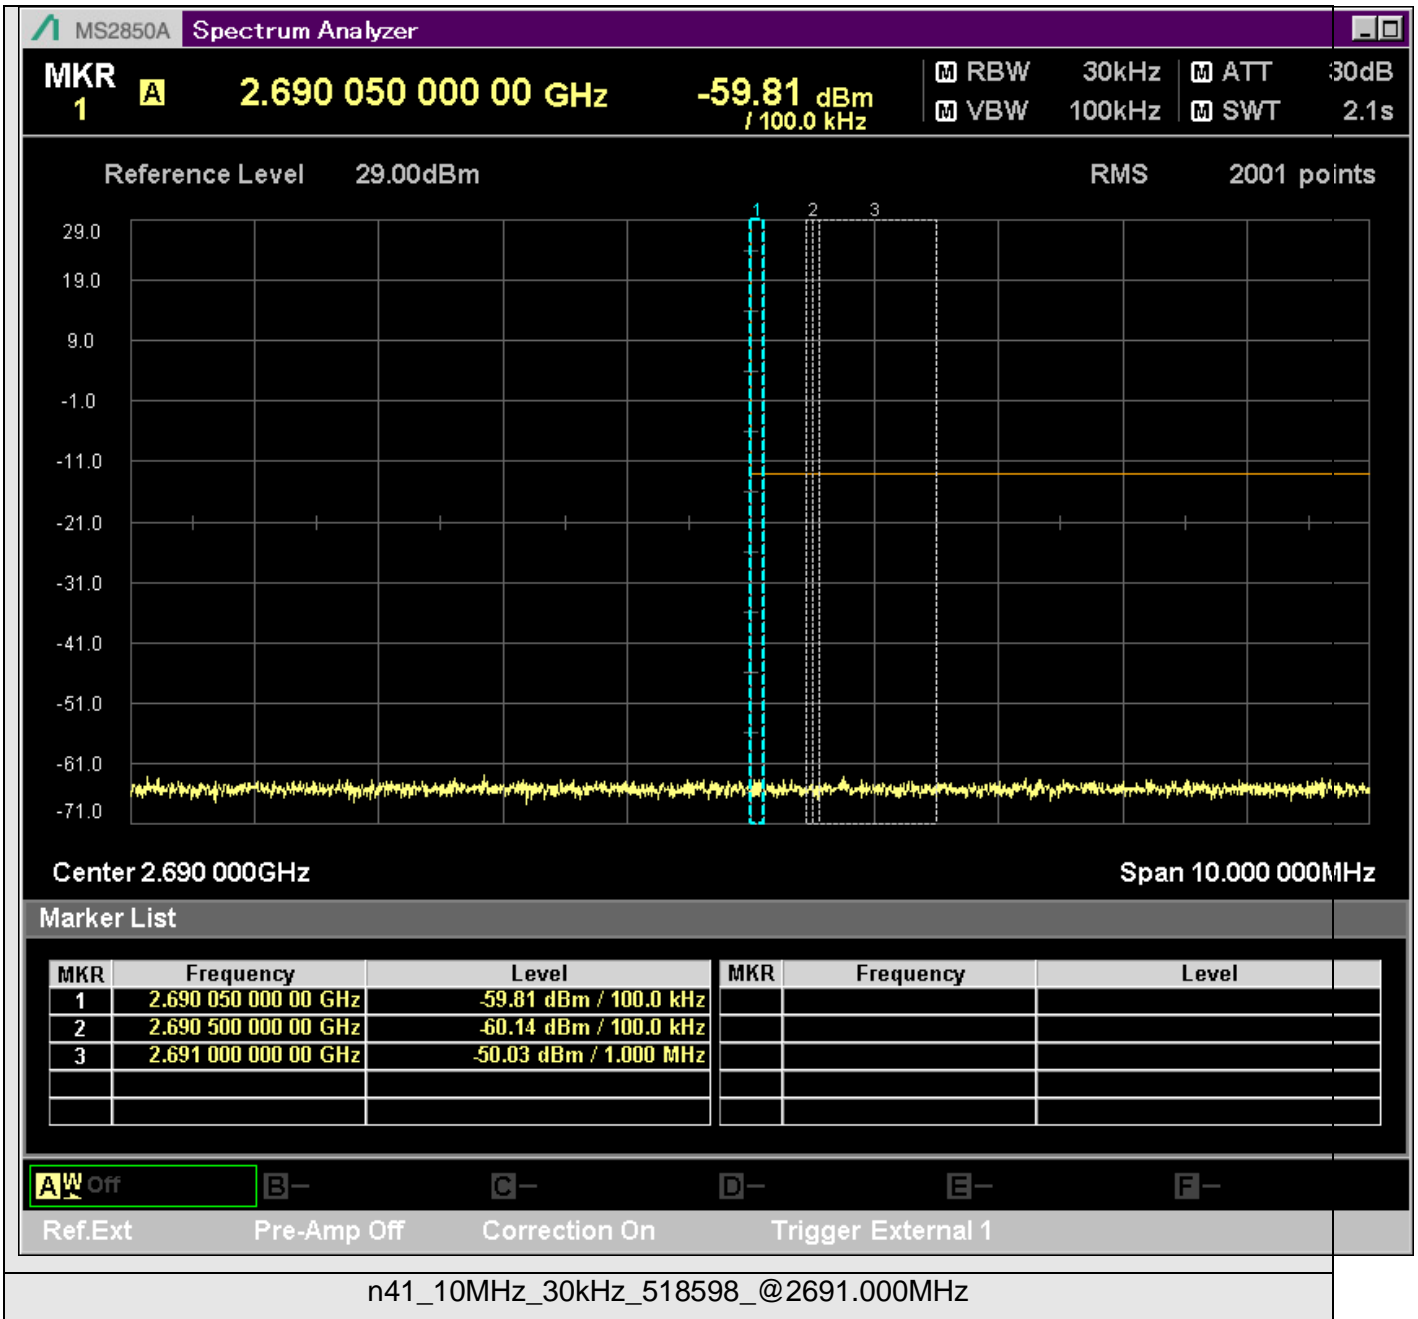 MS2850A Spectrum Analyzer
MKR 1 A 2.690 050 000 00 GHz -59.81 dBm / 100.0 kHz
M RBW 30kHz M ATT 30dB
M VBW 100kHz M SWT 2.1s
Reference Level 29.00dBm RMS 2001 points
1 2 3
29.0
19.0
9.0
-1.0
-11.0
-21.0
-31.0
-41.0
-51.0
-61.0
-71.0
Center 2.690 000GHz Span 10.000 000MHz
Marker List
MKR Frequency Level MKR Frequency Level
1 2.690 050 000 00 GHz -59.81 dBm / 100.0 kHz
2 2.690 500 000 00 GHz -60.14 dBm / 100.0 kHz
3 2.691 000 000 00 GHz -50.03 dBm / 1.000 MHz
A W Off B — C — D — E — F —
Ref.Ext Pre-Amp Off Correction On Trigger External 1
n41_10MHz_30kHz_518598_@2691.000MHz